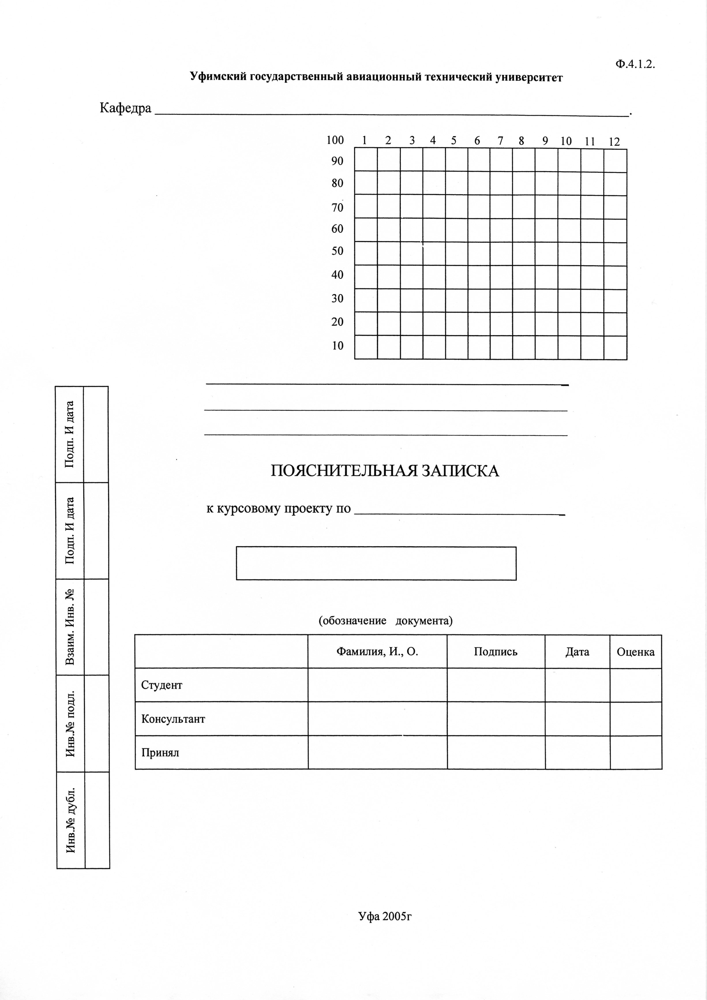 Ф.4.1.2.
Уфимский государственный авиационный технический университет
Кафедра ______.
100 1 2 3 4 5 6 7 8 9 10 11 12
90
80
70
60
50
40
30
20
10
ПОЯСНИТЕЛЬНАЯ ЗАПИСКА
к курсовому проекту по ______
(обозначение документа)
Фамилия, И., О. Подпись Дата Оценка
Студент
Консультант
Принял
Подп. И дата
Подп. И дата
Взаим. Инв. №
Инв.№ подл.
Инв.№ дубл.
Уфа 2005г